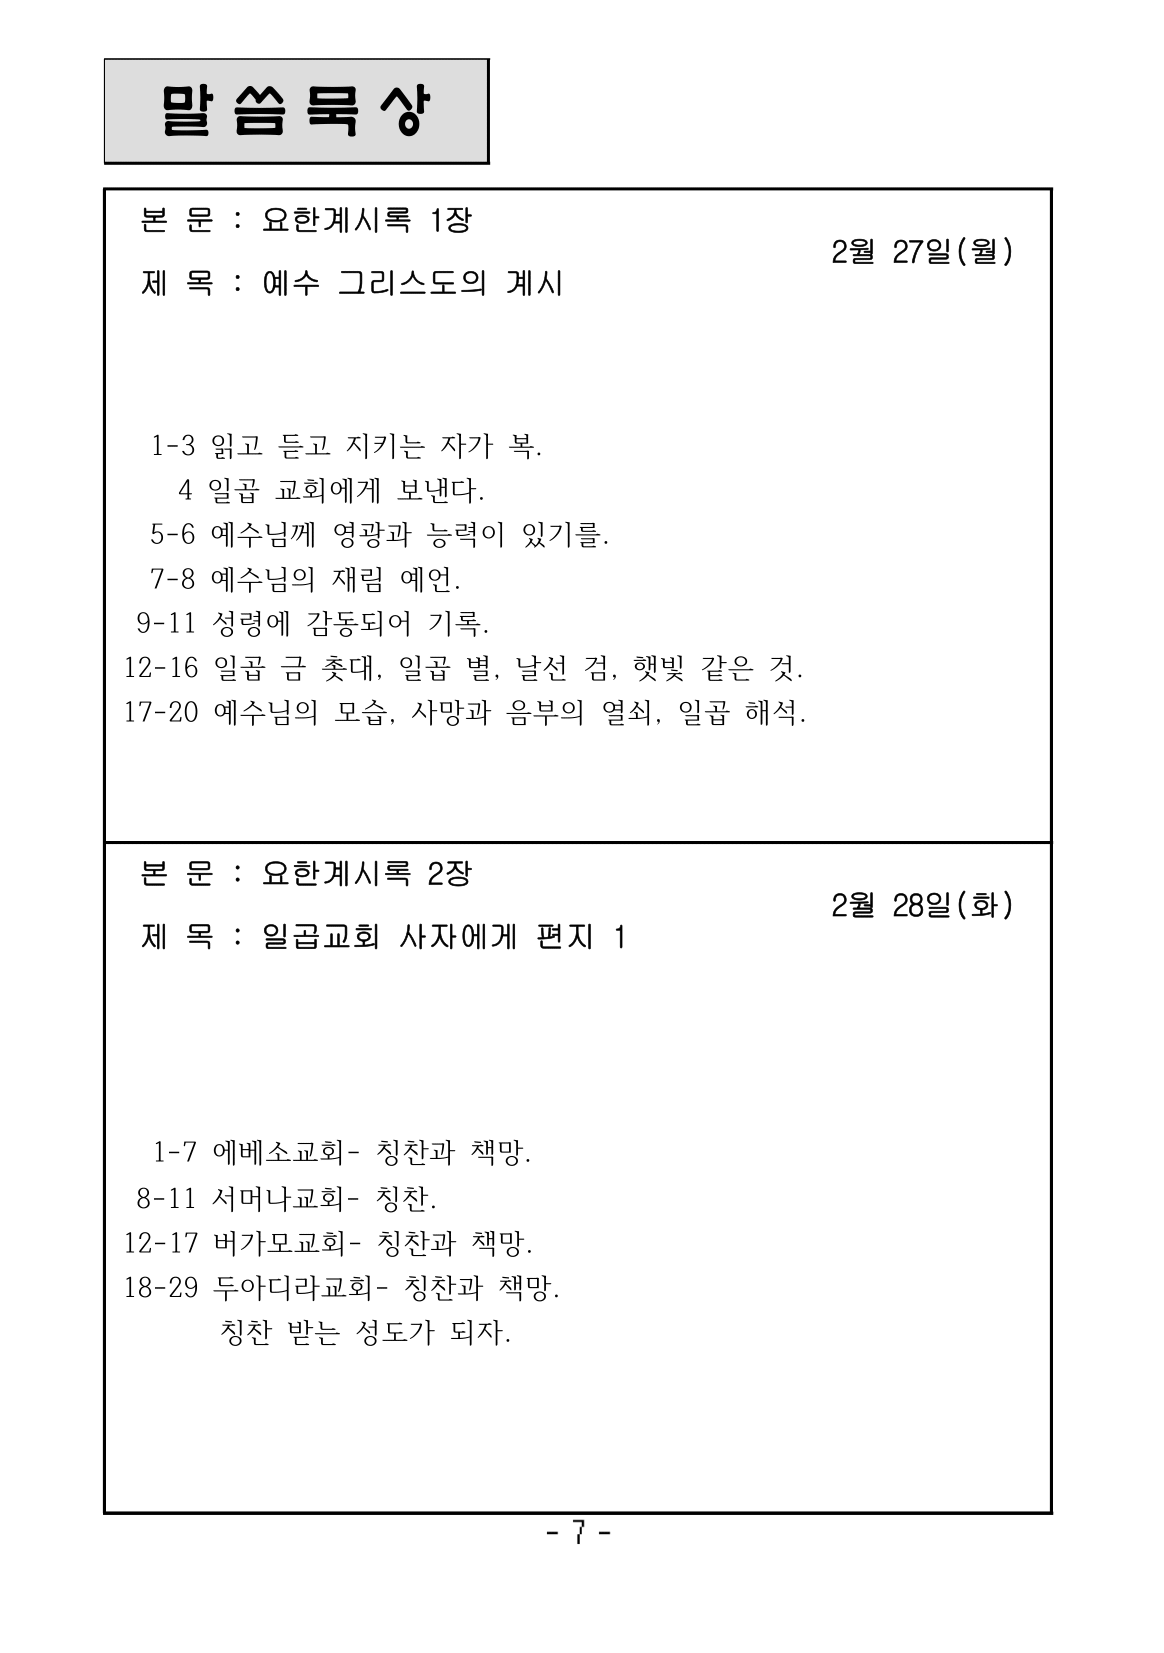 말씀묵상
본 문 : 요한계시록 1장
2월 27일(월)
제 목 : 예수 그리스도의 계시
1-3 읽고 듣고 지키는 자가 복.
4 일곱 교회에게 보낸다.
5-6 예수님께 영광과 능력이 있기를.
7-8 예수님의 재림 예언.
9-11 성령에 감동되어 기록.
12-16 일곱 금 촛대, 일곱 별, 날선 검, 햇빛 같은 것.
17-20 예수님의 모습, 사망과 음부의 열쇠, 일곱 해석.
본 문 : 요한계시록 2장
2월 28일(화)
제 목 : 일곱교회 사자에게 편지 1
1-7 에베소교회- 칭찬과 책망.
8-11 서머나교회- 칭찬.
12-17 버가모교회- 칭찬과 책망.
18-29 두아디라교회- 칭찬과 책망.
칭찬 받는 성도가 되자.
- 7 -